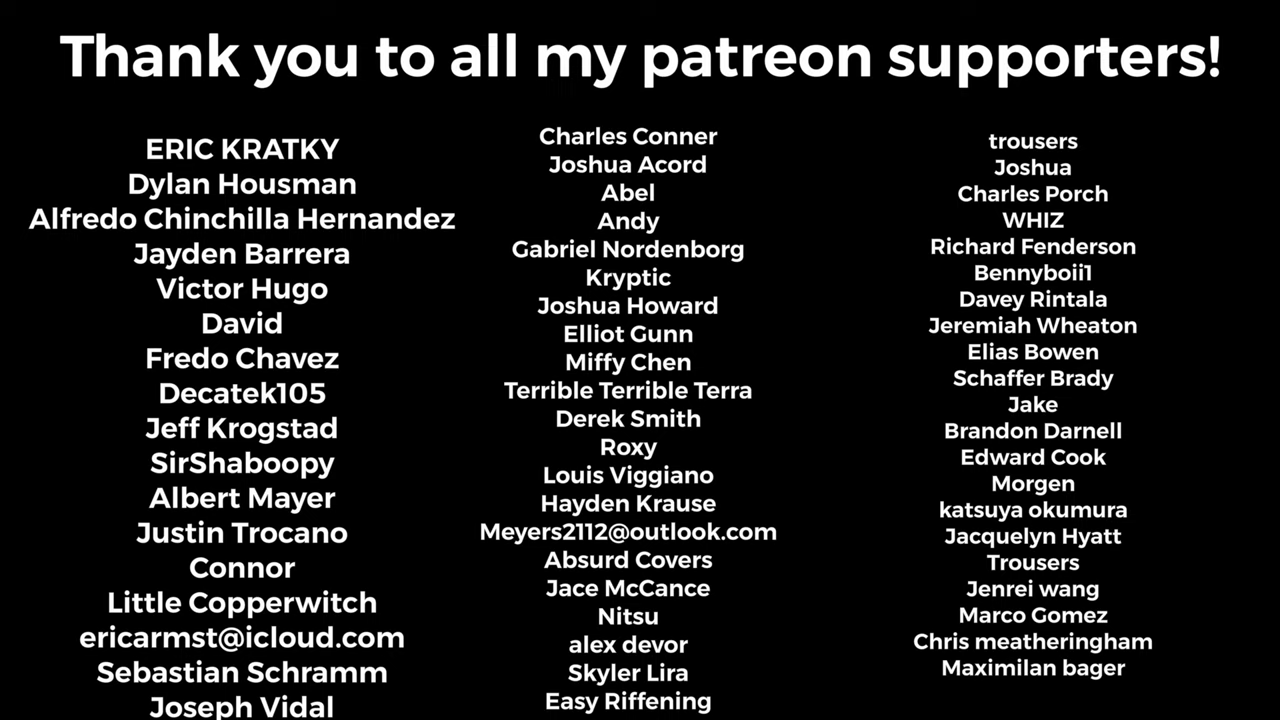 Thank you to all my patreon supporters!
ERIC KRATKY
Dylan Housman
Alfredo Chinchilla Hernandez
Jayden Barrera
Victor Hugo
David
Fredo Chavez
Decatek105
Jeff Krogstad
SirShaboopy
Albert Mayer
Justin Trocano
Connor
Little Copperwitch
ericarmst@icloud.com
Sebastian Schramm
Joseph Vidal
Charles Conner
Joshua Acord
Abel
Andy
Gabriel Nordenborg
Kryptic
Joshua Howard
Elliot Gunn
Miffy Chen
Terrible Terrible Terra
Derek Smith
Roxy
Louis Viggiano
Hayden Krause
Meyers2112@outlook.com
Absurd Covers
Jace McCance
Nitsu
alex devor
Skyler Lira
Easy Riffening
trousers
Joshua
Charles Porch
WHIZ
Richard Fenderson
Bennyboii1
Davey Rintala
Jeremiah Wheaton
Elias Bowen
Schaffer Brady
Jake
Brandon Darnell
Edward Cook
Morgen
katsuya okumura
Jacquelyn Hyatt
Trousers
Jenrei wang
Marco Gomez
Chris meatheringham
Maximilan bager